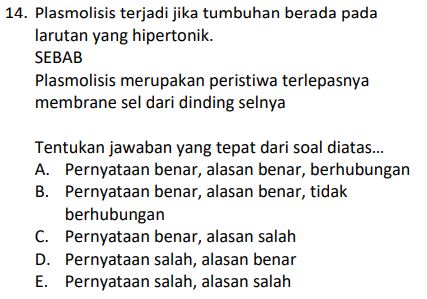 14. Plasmolisis terjadi jika tumbuhan berada pada
larutan yang hipertonik.
SEBAB
Plasmolisis merupakan peristiwa terlepasnya
membrane sel dari dinding selnya
Tentukan jawaban yang tepat dari soal diatas...
A. Pernyataan benar, alasan benar, berhubungan
B. Pernyataan benar, alasan benar, tidak
berhubungan
C. Pernyataan benar, alasan salah
D. Pernyataan salah, alasan benar
E. Pernyataan salah, alasan salah